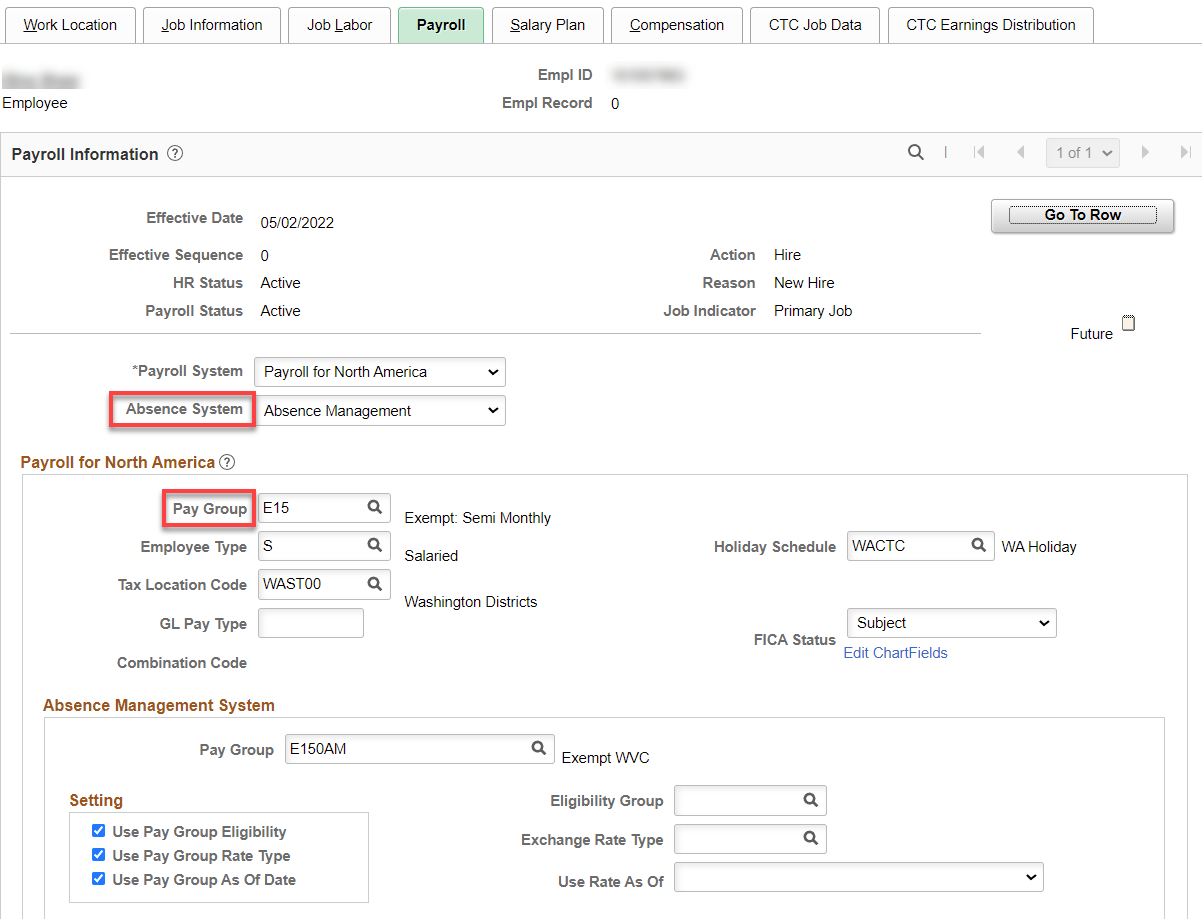 Work Location Job Information Job Labor Payroll Salary Plan Compensation CTC Job Data CTC Earnings Distribution
Empl ID
Employee Empl Record 0
Payroll Information ? 1 of 1
Effective Date 05/02/2022 Go To Row
Effective Sequence 0 Action Hire
HR Status Active Reason New Hire
Payroll Status Active Job Indicator Primary Job
Future
*Payroll System Payroll for North America
Absence System Absence Management
Payroll for North America ?
Pay Group E15 Exempt: Semi Monthly
Employee Type S Salaried Holiday Schedule WACTC WA Holiday
Tax Location Code WAST00 Washington Districts
GL Pay Type FICA Status Subject
Edit ChartFields
Combination Code
Absence Management System
Pay Group E150AM Exempt WVC
Setting Eligibility Group
Use Pay Group Eligibility
Use Pay Group Rate Type Exchange Rate Type
Use Pay Group As Of Date Use Rate As Of